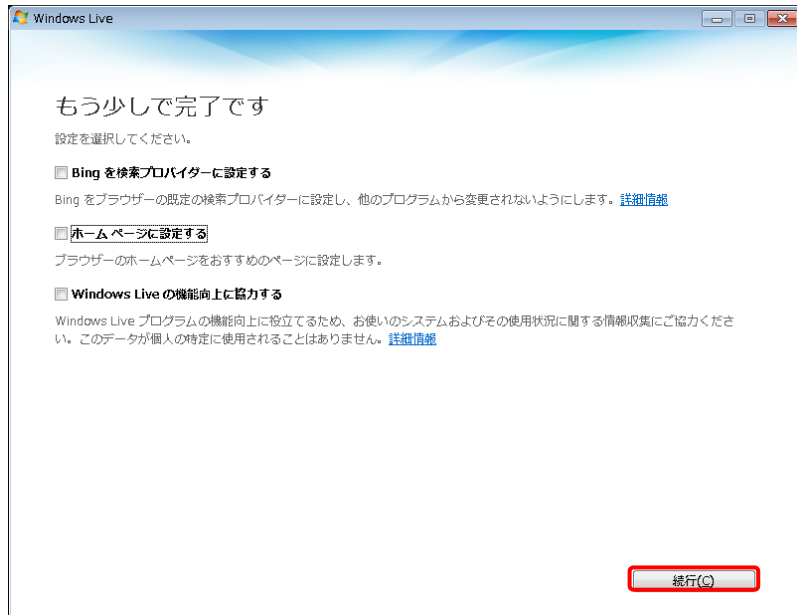 Windows Live
もう少しで完了です
設定を選択してください。
Bing を検索プロバイダーに設定する
Bing をブラウザーの既定の検索プロバイダーに設定し、他のプログラムから変更されないようにします。詳細情報
ホーム ページに設定する
ブラウザーのホームページをおすすめのページに設定します。
Windows Live の機能向上に協力する
Windows Live プログラムの機能向上に役立てるため、お使いのシステムおよびその使用状況に関する情報収集にご協力くださ
い。このデータが個人の特定に使用されることはありません。詳細情報
続行(C)